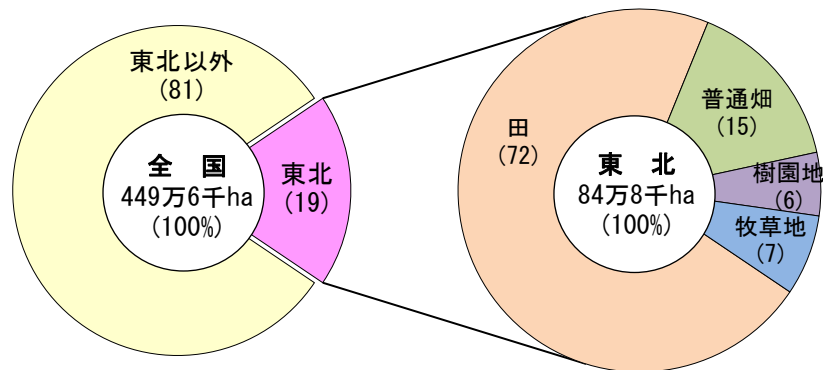 東北以外
(81)
全　国
449万6千ha
(100%)
東北
(19)
田
(72)
普通畑
(15)
東　北
84万8千ha
(100%)
樹園地
(6)
牧草地
(7)